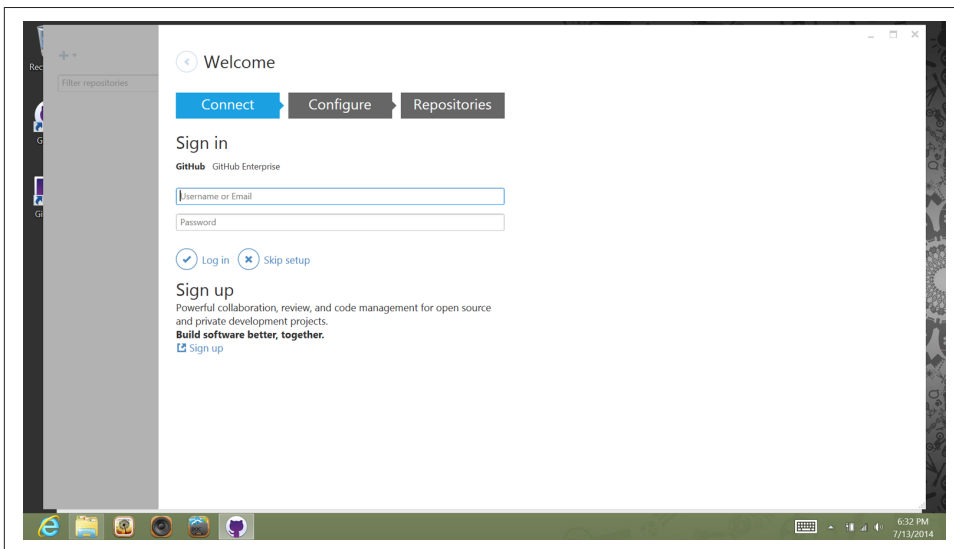 Rec
Filter repositories
G
Gi
Welcome
Connect Configure Repositories
Sign in
GitHub GitHub Enterprise
Username or Email
Password
Log in Skip setup
Sign up
Powerful collaboration, review, and code management for open source
and private development projects.
Build software better, together.
Sign up
6:32 PM
7/13/2014